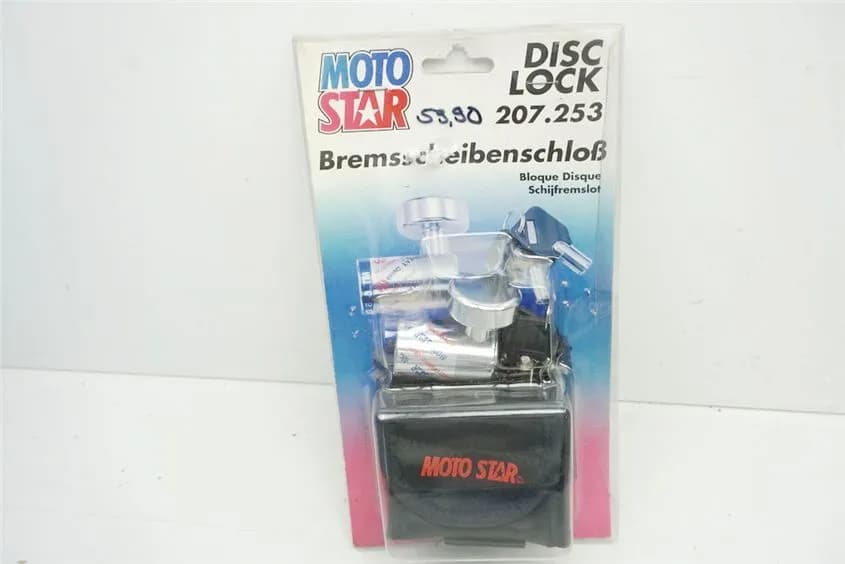 MOTO
STAR
DISC
LOCK
53,90
207.253
Bremsscheibenschloß
Bloque Disque
Schijfremslot
MOTO STAR